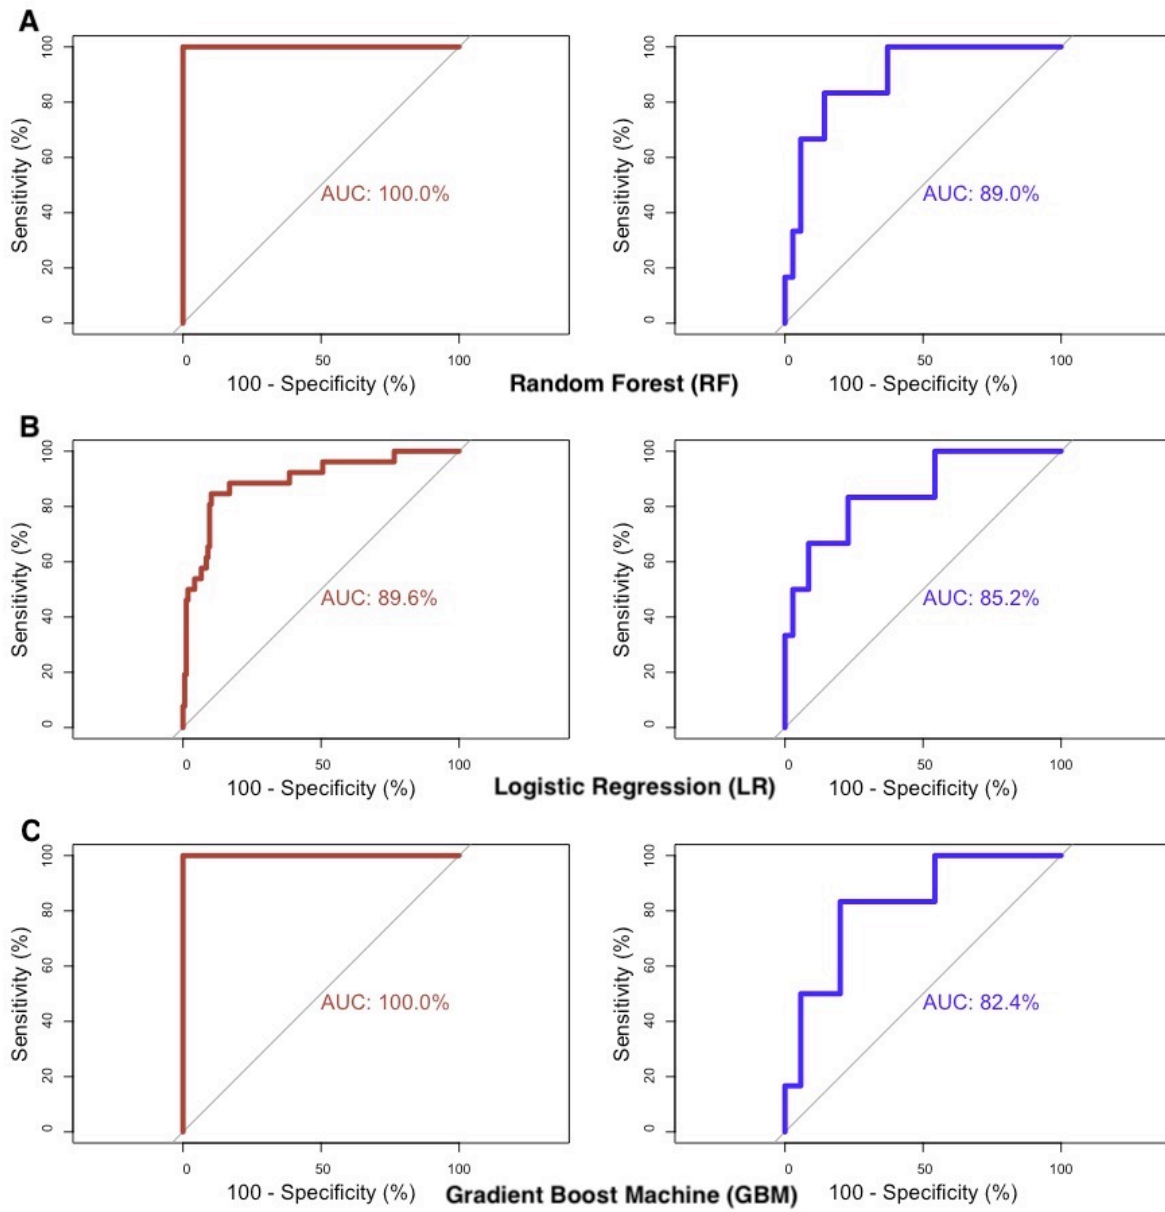 A
Sensitivity (%)
0 20 40 60 80 100
AUC: 100.0%
0 50 100
100 - Specificity (%)
Sensitivity (%)
0 20 40 60 80 100
AUC: 89.0%
0 50 100
100 - Specificity (%)
Random Forest (RF)
B
Sensitivity (%)
0 20 40 60 80 100
AUC: 89.6%
0 50 100
100 - Specificity (%)
Sensitivity (%)
0 20 40 60 80 100
AUC: 85.2%
0 50 100
100 - Specificity (%)
Logistic Regression (LR)
C
Sensitivity (%)
0 20 40 60 80 100
AUC: 100.0%
0 50 100
100 - Specificity (%)
Sensitivity (%)
0 20 40 60 80 100
AUC: 82.4%
0 50 100
100 - Specificity (%)
Gradient Boost Machine (GBM)